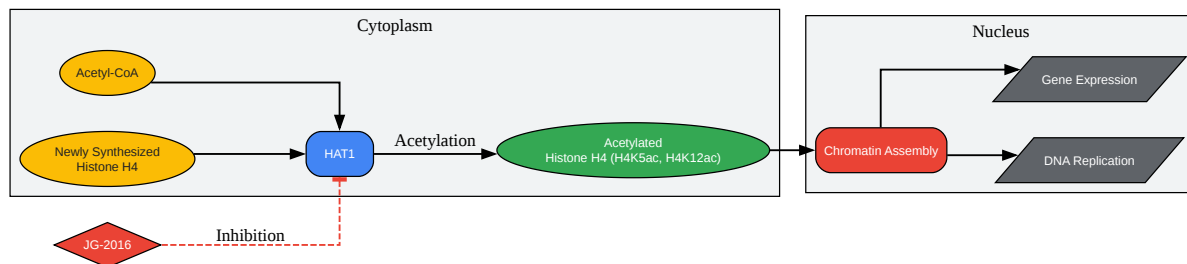 Cytoplasm
Nucleus
Acetyl-CoA
Gene Expression
Newly Synthesized
Histone H4
HAT1
Acetylation
Acetylated
Histone H4 (H4K5ac, H4K12ac)
Chromatin Assembly
DNA Replication
JG-2016
Inhibition